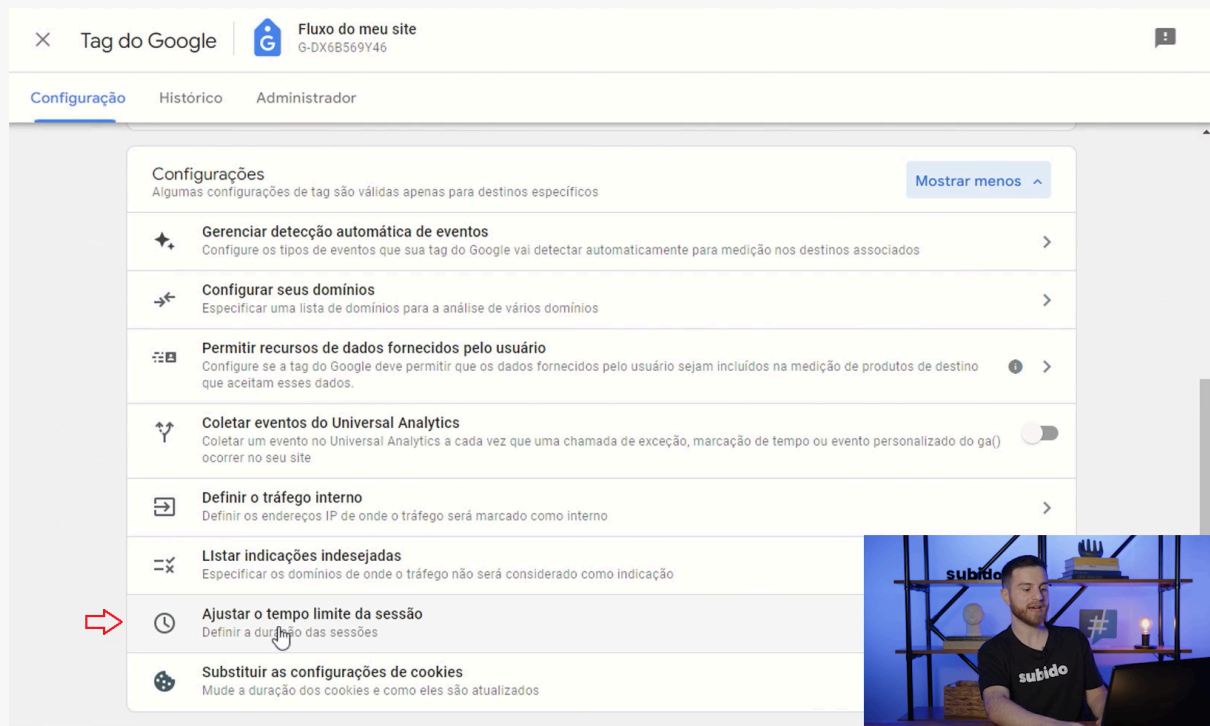 Tag do Google
Fluxo do meu site
G-DX6B569Y46
Configuração
Histórico
Administrador
Configurações
Algumas configurações de tag são válidas apenas para destinos específicos
Mostrar menos
Gerenciar detecção automática de eventos
Configure os tipos de eventos que sua tag do Google vai detectar automaticamente para medição nos destinos associados
Configurar seus domínios
Especificar uma lista de domínios para a análise de vários domínios
Permitir recursos de dados fornecidos pelo usuário
Configure se a tag do Google deve permitir que os dados fornecidos pelo usuário sejam incluídos na medição de produtos de destino
que aceitam esses dados.
Coletar eventos do Universal Analytics
Coletar um evento no Universal Analytics a cada vez que uma chamada de exceção, marcação de tempo ou evento personalizado do ga()
ocorrer no seu site
Definir o tráfego interno
Definir os endereços IP de onde o tráfego será marcado como interno
LIstar indicações indesejadas
Especificar os domínios de onde o tráfego não será considerado como indicação
Ajustar o tempo limite da sessão
Definir a duração das sessões
Substituir as configurações de cookies
Mude a duração dos cookies e como eles são atualizados
subido
#
subido